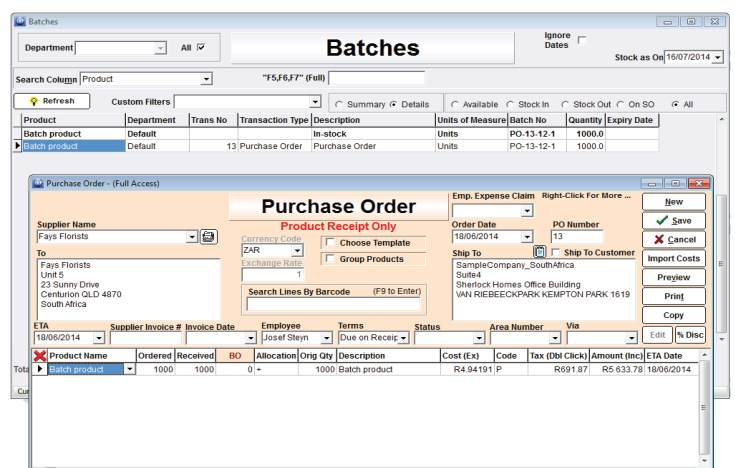 Batches
Department
All
Batches
Ignore Dates
Stock as On 16/07/2014
Search Column Product
"F5,F6,F7" (Full)
Refresh
Custom Filters
Summary Details
Available Stock In Stock Out On SO All
Product Department Trans No Transaction Type Description Units of Measure Batch No Quantity Expiry Date
Batch product Default In-stock Units PO-13-12-1 1000.0
Batch product Default 13 Purchase Order Purchase Order Units PO-13-12-1 1000.0
Purchase Order - (Full Access)
Purchase Order
Product Receipt Only
Emp. Expense Claim Right-Click For More ...
New
Supplier Name
Fays Florists
Currency Code
ZAR
Exchange Rate
1
Choose Template
Group Products
Order Date
18/06/2014
PO Number
13
Save
Cancel
To
Fays Florists
Unit 5
23 Sunny Drive
Centurion QLD 4870
South Africa
Search Lines By Barcode (F9 to Enter)
Ship To
Ship To Customer
SampleCompany_SouthAfrica
Suite4
Sherlock Homes Office Building
VAN RIEBEECKPARK KEMPTON PARK 1619
Import Costs
Preview
Print
Copy
Edit % Disc
ETA Supplier Invoice # Invoice Date Employee Terms Status Area Number Via
18/06/2014 Josef Steyn Due on Receip
Product Name Ordered Received BO Allocation Orig Qty Description Cost (Ex) Code Tax (Dbl Click) Amount (Inc) ETA Date
Batch product 1000 1000 0 + 1000 Batch product R4.94191 P R691.87 R5 633.78 18/06/2014
Tota
Cur